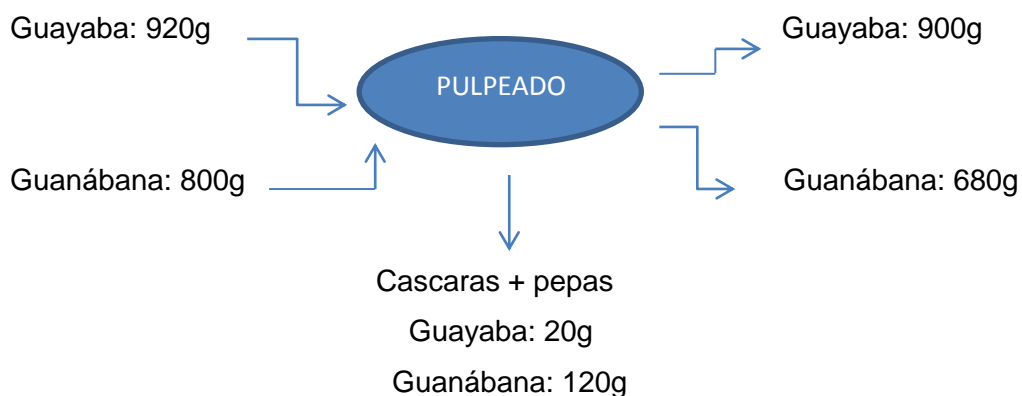 Guayaba: 920g
Guayaba: 900g
PULPEADO
Guanábana: 800g
Guanábana: 680g
Cascaras + pepas
Guayaba: 20g
Guanábana: 120g